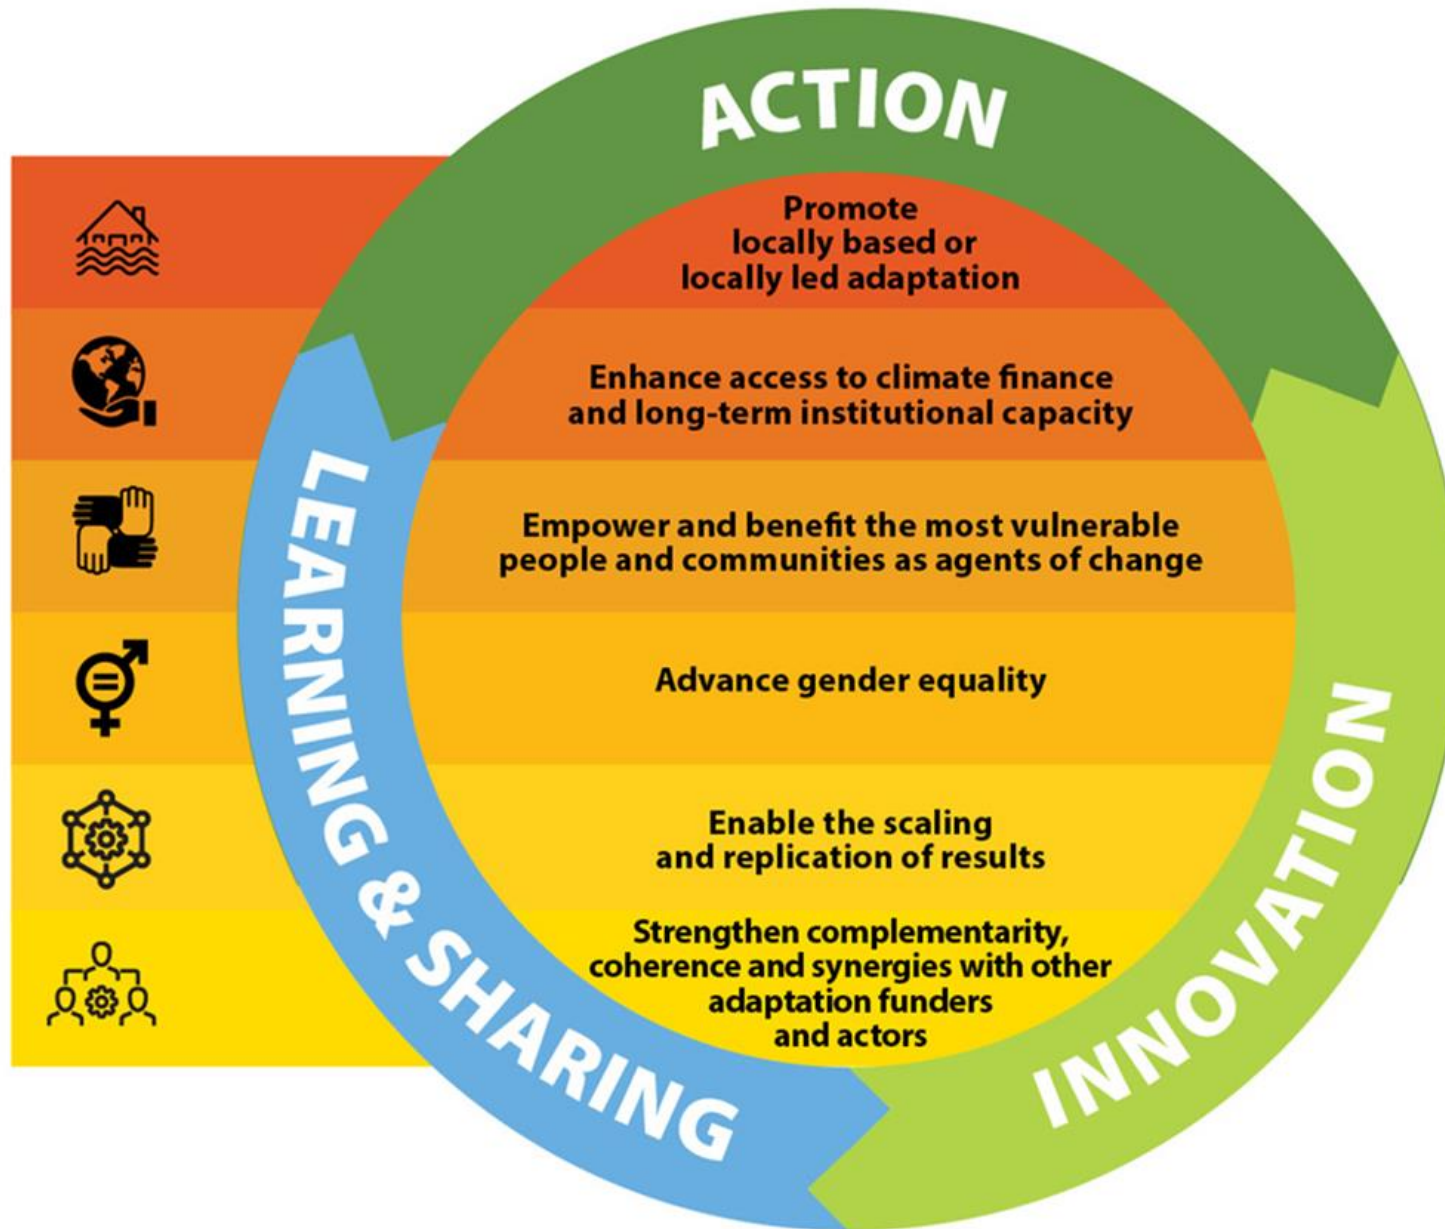 ACTION
Promote
locally based or
locally led adaptation
Enhance access to climate finance
and long-term institutional capacity
Empower and benefit the most vulnerable
people and communities as agents of change
Advance gender equality
Enable the scaling
and replication of results
Strengthen complementarity,
coherence and synergies with other
adaptation funders
and actors
LEARNING & SHARING
INNOVATION